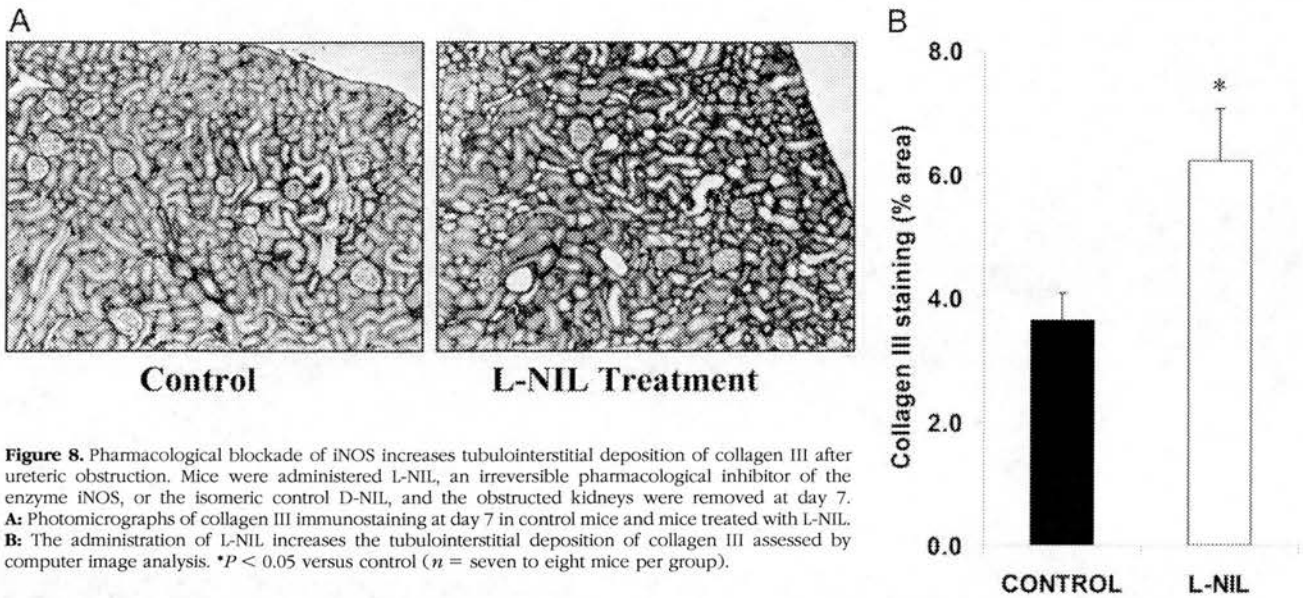 A
Control
L-NIL Treatment
Figure 8. Pharmacological blockade of iNOS increases tubulointerstitial deposition of collagen III after
ureteric obstruction. Mice were administered L-NIL, an irreversible pharmacological inhibitor of the
enzyme iNOS, or the isomeric control D-NIL, and the obstructed kidneys were removed at day 7.
A: Photomicrographs of collagen III immunostaining at day 7 in control mice and mice treated with L-NIL.
B: The administration of L-NIL increases the tubulointerstitial deposition of collagen III assessed by
computer image analysis. *P < 0.05 versus control (n = seven to eight mice per group).
B
Collagen III staining (% area)
8.0
6.0
4.0
2.0
0.0
*
CONTROL
L-NIL